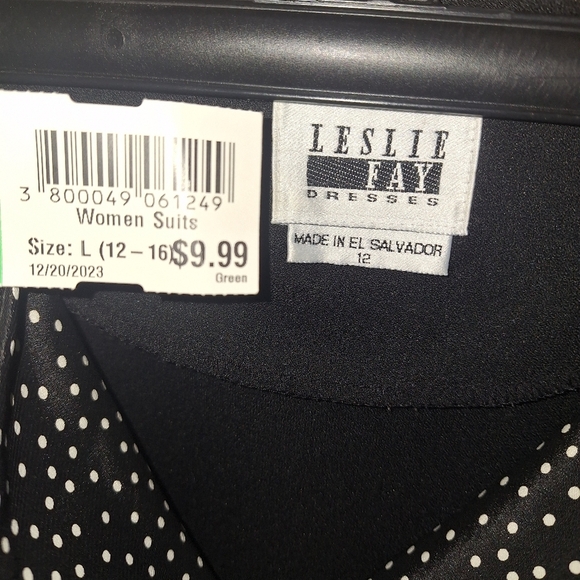 3 800049 061249
Women Suits
Size: L (12 – 16) $9.99
12/20/2023
Green
LESLIE
FAY
DRESSES
MADE IN EL SALVADOR
12